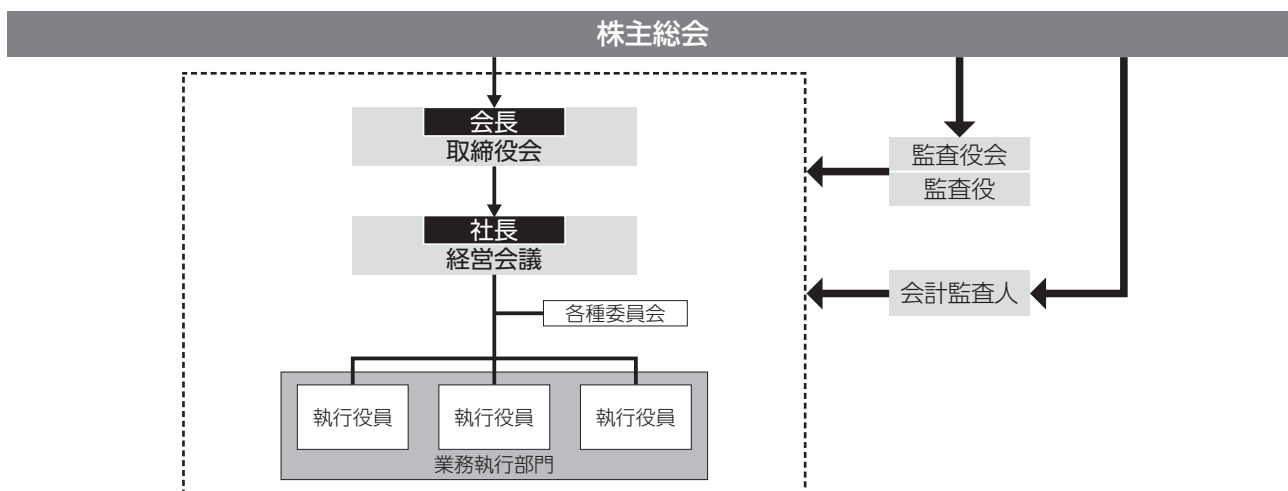 株主総会
会長
取締役会
監査役会
監査役
社長
経営会議
会計監査人
各種委員会
執行役員
執行役員
執行役員
業務執行部門